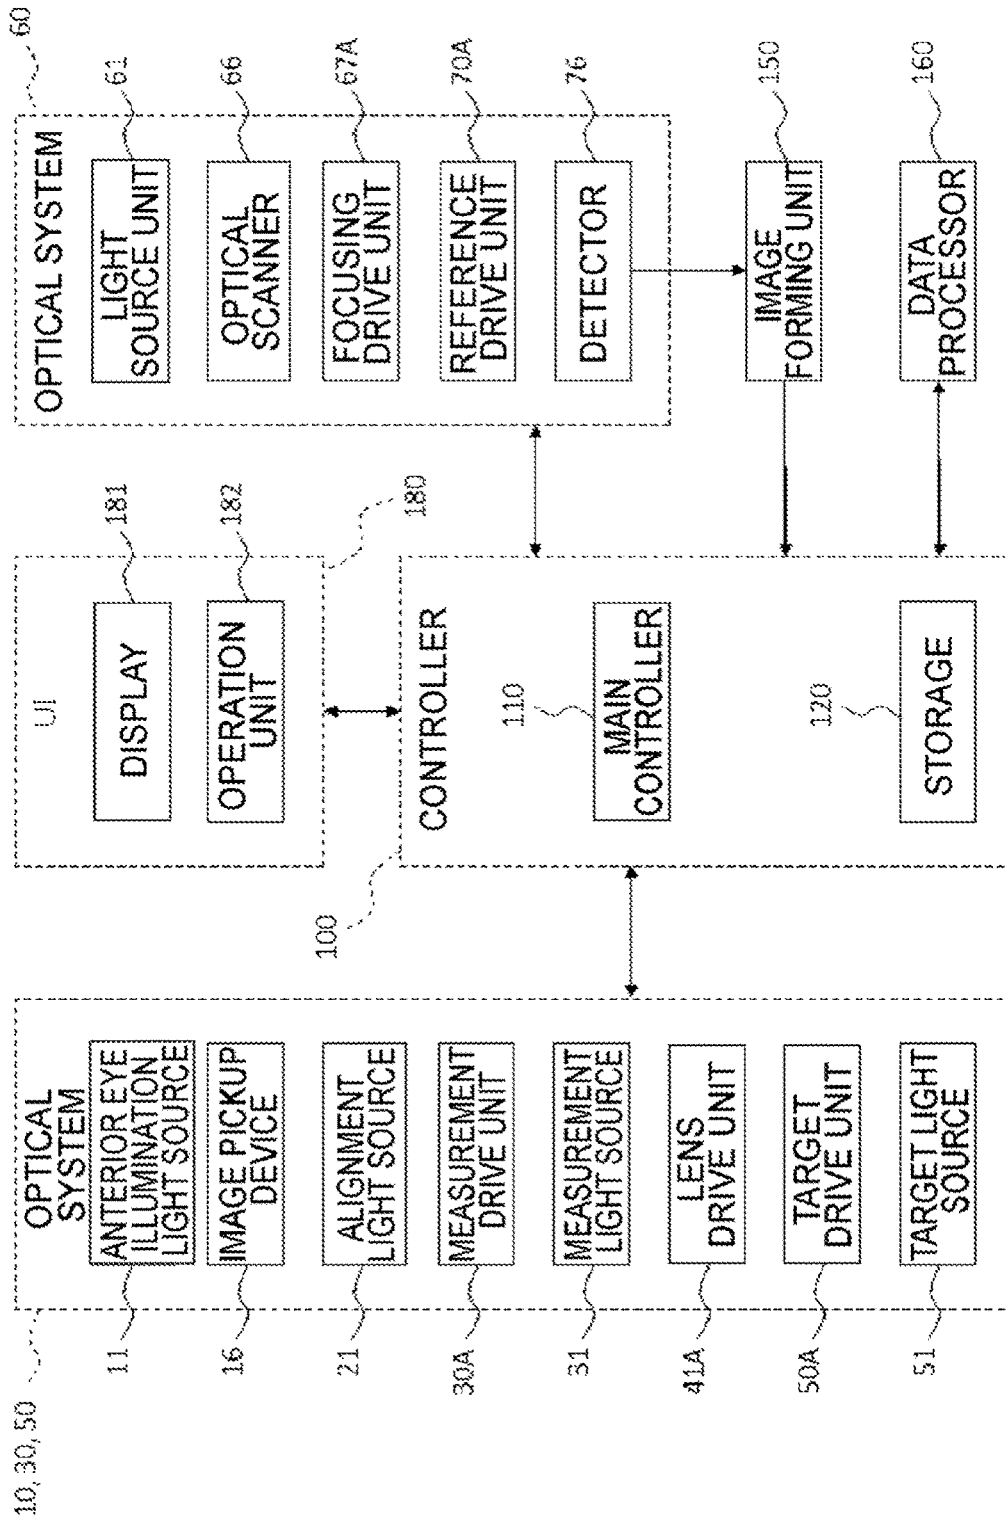 10, 30, 50
OPTICAL
SYSTEM
11
ANTERIOR EYE
ILLUMINATION
LIGHT SOURCE
16
IMAGE PICKUP
DEVICE
21
ALIGNMENT
LIGHT SOURCE
30A
MEASUREMENT
DRIVE UNIT
31
MEASUREMENT
LIGHT SOURCE
41A
LENS
DRIVE UNIT
50A
TARGET
DRIVE UNIT
51
TARGET LIGHT
SOURCE
UI
DISPLAY
181
OPERATION
UNIT
182
180
100
CONTROLLER
110
MAIN
CONTROLLER
120
STORAGE
60
OPTICAL SYSTEM
LIGHT
SOURCE UNIT
61
OPTICAL
SCANNER
66
FOCUSING
DRIVE UNIT
67A
REFERENCE
DRIVE UNIT
70A
DETECTOR
76
IMAGE
FORMING UNIT
150
DATA
PROCESSOR
160